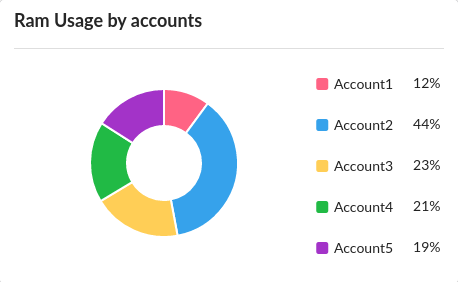 Ram Usage by accounts
Account1 12%
Account2 44%
Account3 23%
Account4 21%
Account5 19%